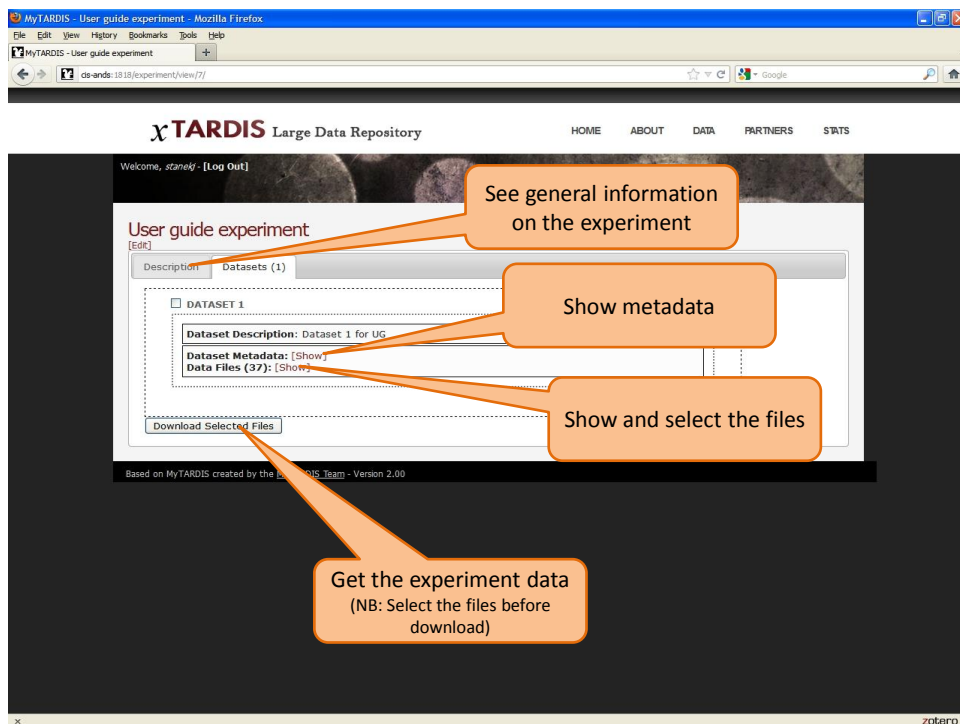 MyTARDIS - User guide experiment - Mozilla Firefox
File Edit View History Bookmarks Tools Help
MyTARDIS - User guide experiment +
cis-ands:1818/experiment/view/7/ Google
xTARDIS Large Data Repository HOME ABOUT DATA PARTNERS STATS
Welcome, stanekj - [Log Out]
See general information
on the experiment
User guide experiment
[Edit]
Description Datasets (1)
DATASET 1
Show metadata
Dataset Description: Dataset 1 for UG
Dataset Metadata: [Show]
Data Files (37): [Show]
Show and select the files
Download Selected Files
Based on MyTARDIS created by the Team - Version 2.00
Get the experiment data
(NB: Select the files before
download)
x zotero